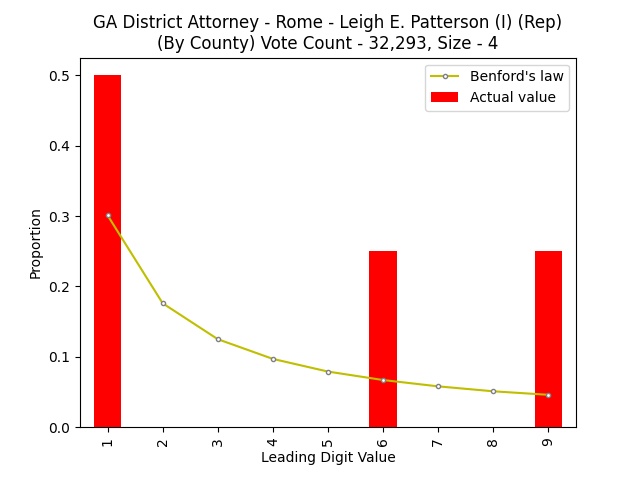 GA District Attorney - Rome - Leigh E. Patterson (I) (Rep)
(By County) Vote Count - 32,293, Size - 4
Benford's law
Actual value
0.5
0.4
0.3
0.2
0.1
0.0
Proportion
1 2 3 4 5 6 7 8 9
Leading Digit Value